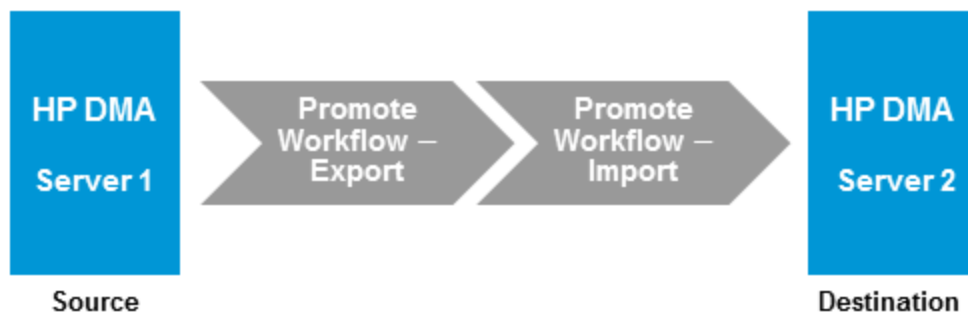 HP DMA
Server 1
Promote
Workflow –
Export
Promote
Workflow –
Import
HP DMA
Server 2
Source
Destination